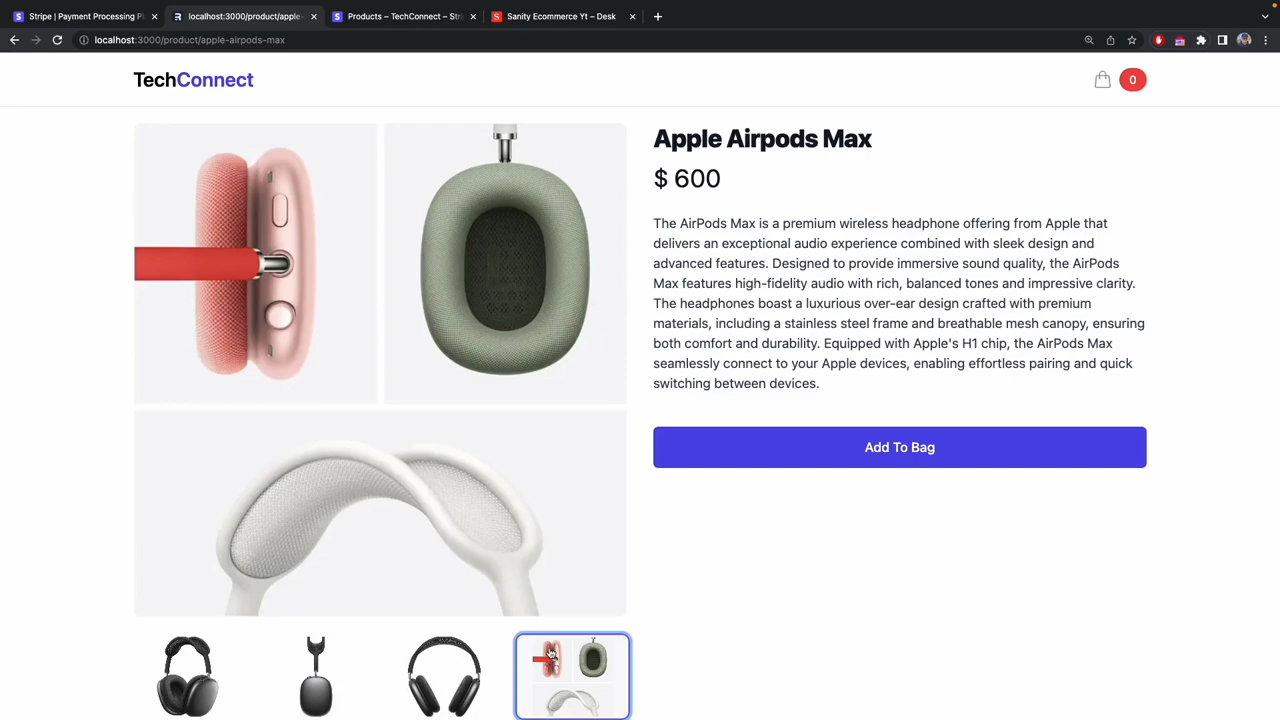 Stripe | Payment Processing Pl
localhost:3000/product/apple-
Products – TechConnect – Stri
Sanity Ecommerce Yt – Desk
localhost:3000/product/apple-airpods-max
TechConnect
0
Apple Airpods Max
$ 600
The AirPods Max is a premium wireless headphone offering from Apple that
delivers an exceptional audio experience combined with sleek design and
advanced features. Designed to provide immersive sound quality, the AirPods
Max features high-fidelity audio with rich, balanced tones and impressive clarity.
The headphones boast a luxurious over-ear design crafted with premium
materials, including a stainless steel frame and breathable mesh canopy, ensuring
both comfort and durability. Equipped with Apple's H1 chip, the AirPods Max
seamlessly connect to your Apple devices, enabling effortless pairing and quick
switching between devices.
Add To Bag